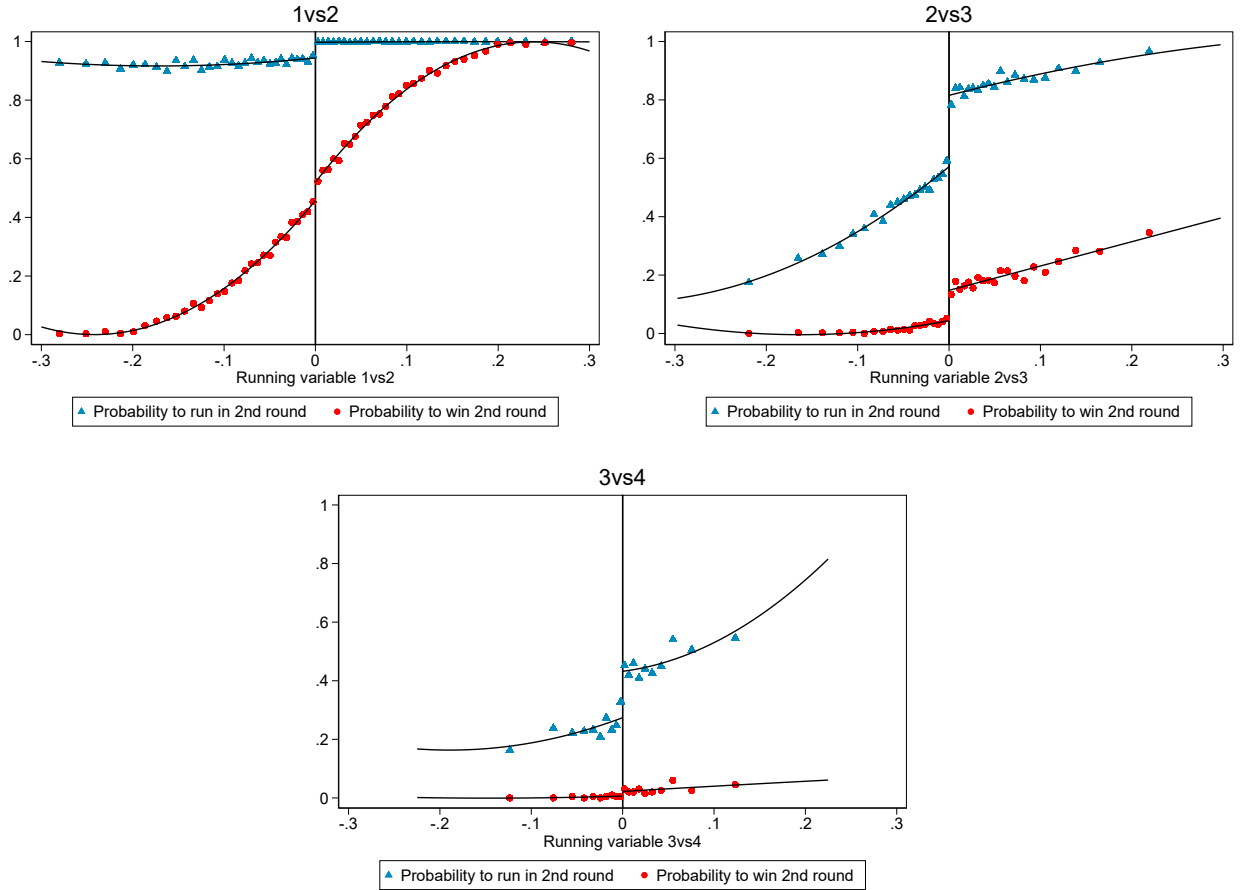 1vs2
1
.8
.6
.4
.2
0
-.3 -.2 -.1 0 .1 .2 .3
Running variable 1vs2
Probability to run in 2nd round Probability to win 2nd round
2vs3
1
.8
.6
.4
.2
0
-.3 -.2 -.1 0 .1 .2 .3
Running variable 2vs3
Probability to run in 2nd round Probability to win 2nd round
3vs4
1
.8
.6
.4
.2
0
-.3 -.2 -.1 0 .1 .2 .3
Running variable 3vs4
Probability to run in 2nd round Probability to win 2nd round